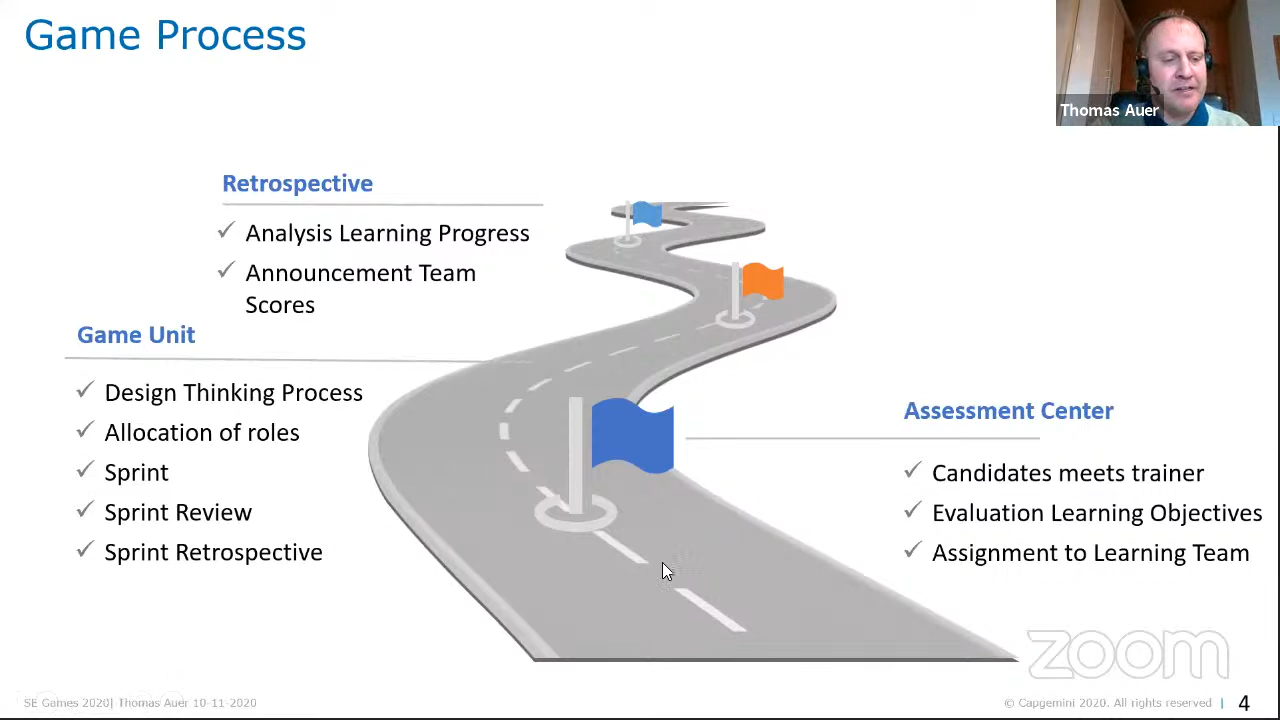 Game Process
Thomas Auer
Retrospective
Analysis Learning Progress
Announcement Team
Scores
Game Unit
Design Thinking Process
Allocation of roles
Sprint
Sprint Review
Sprint Retrospective
Assessment Center
Candidates meets trainer
Evaluation Learning Objectives
Assignment to Learning Team
zoom
SE Games 2020| Thomas Auer 10-11-2020
© Capgemini 2020. All rights reserved | 4